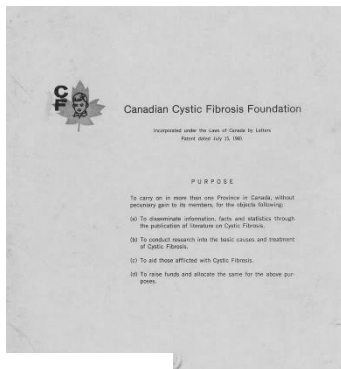 CF
Canadian Cystic Fibrosis Foundation
Incorporated under the Laws of Canada by Letters
Patent dated July 15, 1960.
PURPOSE
To carry on in more than one Province in Canada, without
pecuniary gain to its members, for the objects following:
(a) To disseminate information, facts and statistics through
the publication of literature on Cystic Fibrosis.
(b) To conduct research into the basic causes and treatment
of Cystic Fibrosis.
(c) To aid those afflicted with Cystic Fibrosis.
(d) To raise funds and allocate the same for the above pur-
poses.